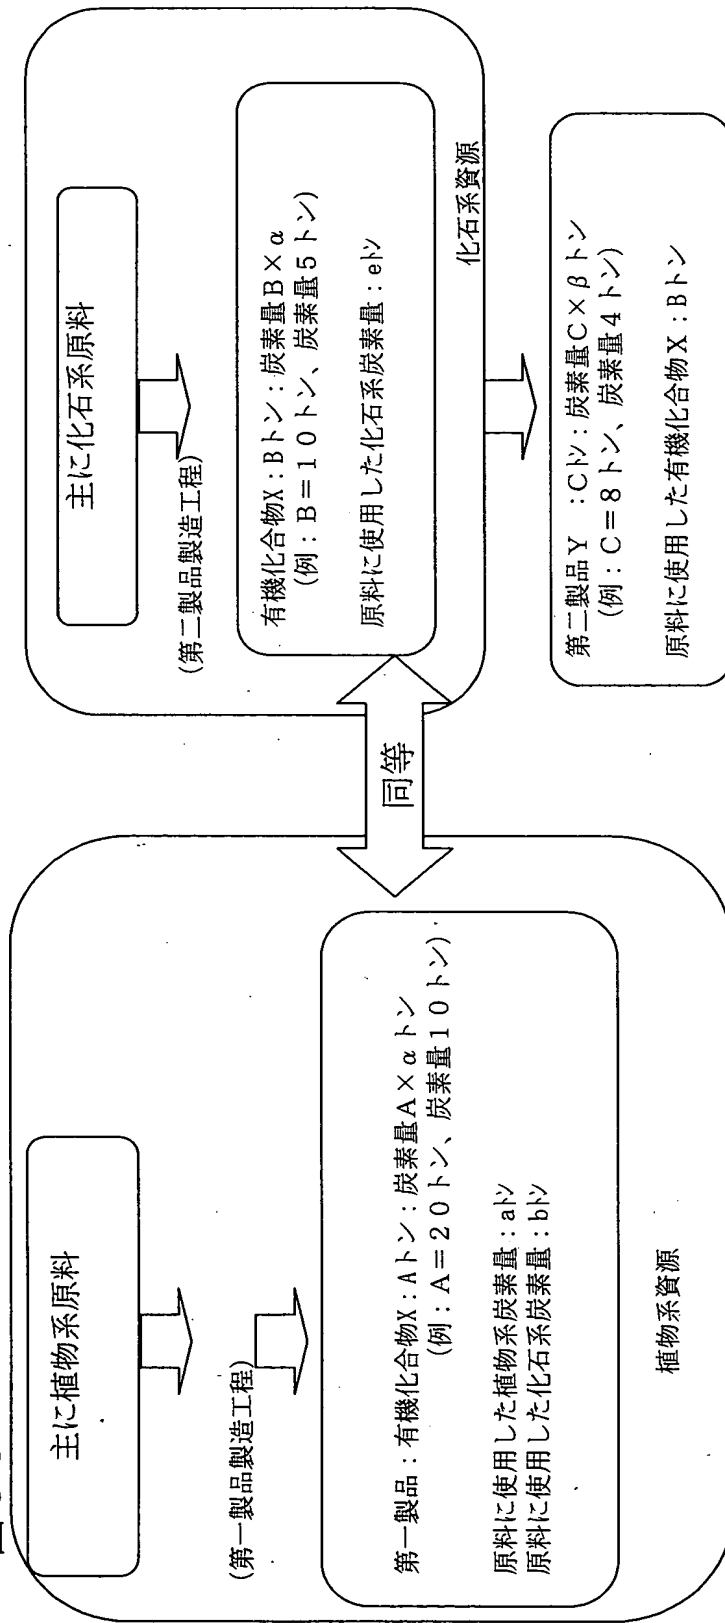 主に植物系原料
(第一製品製造工程)
第一製品：有機化合物X：Aトン：炭素量A×αトン
(例：A＝20トン、炭素量10トン)
原料に使用した植物系炭素量：aトン
原料に使用した化石系炭素量：bトン
植物系資源
同等
主に化石系原料
(第二製品製造工程)
有機化合物X：Bトン：炭素量B×α
(例：B＝10トン、炭素量5トン)
原料に使用した化石系炭素量：eトン
化石系資源
第二製品Y ：Cトン：炭素量C×βトン
(例：C＝8トン、炭素量4トン)
原料に使用した有機化合物X：Bトン